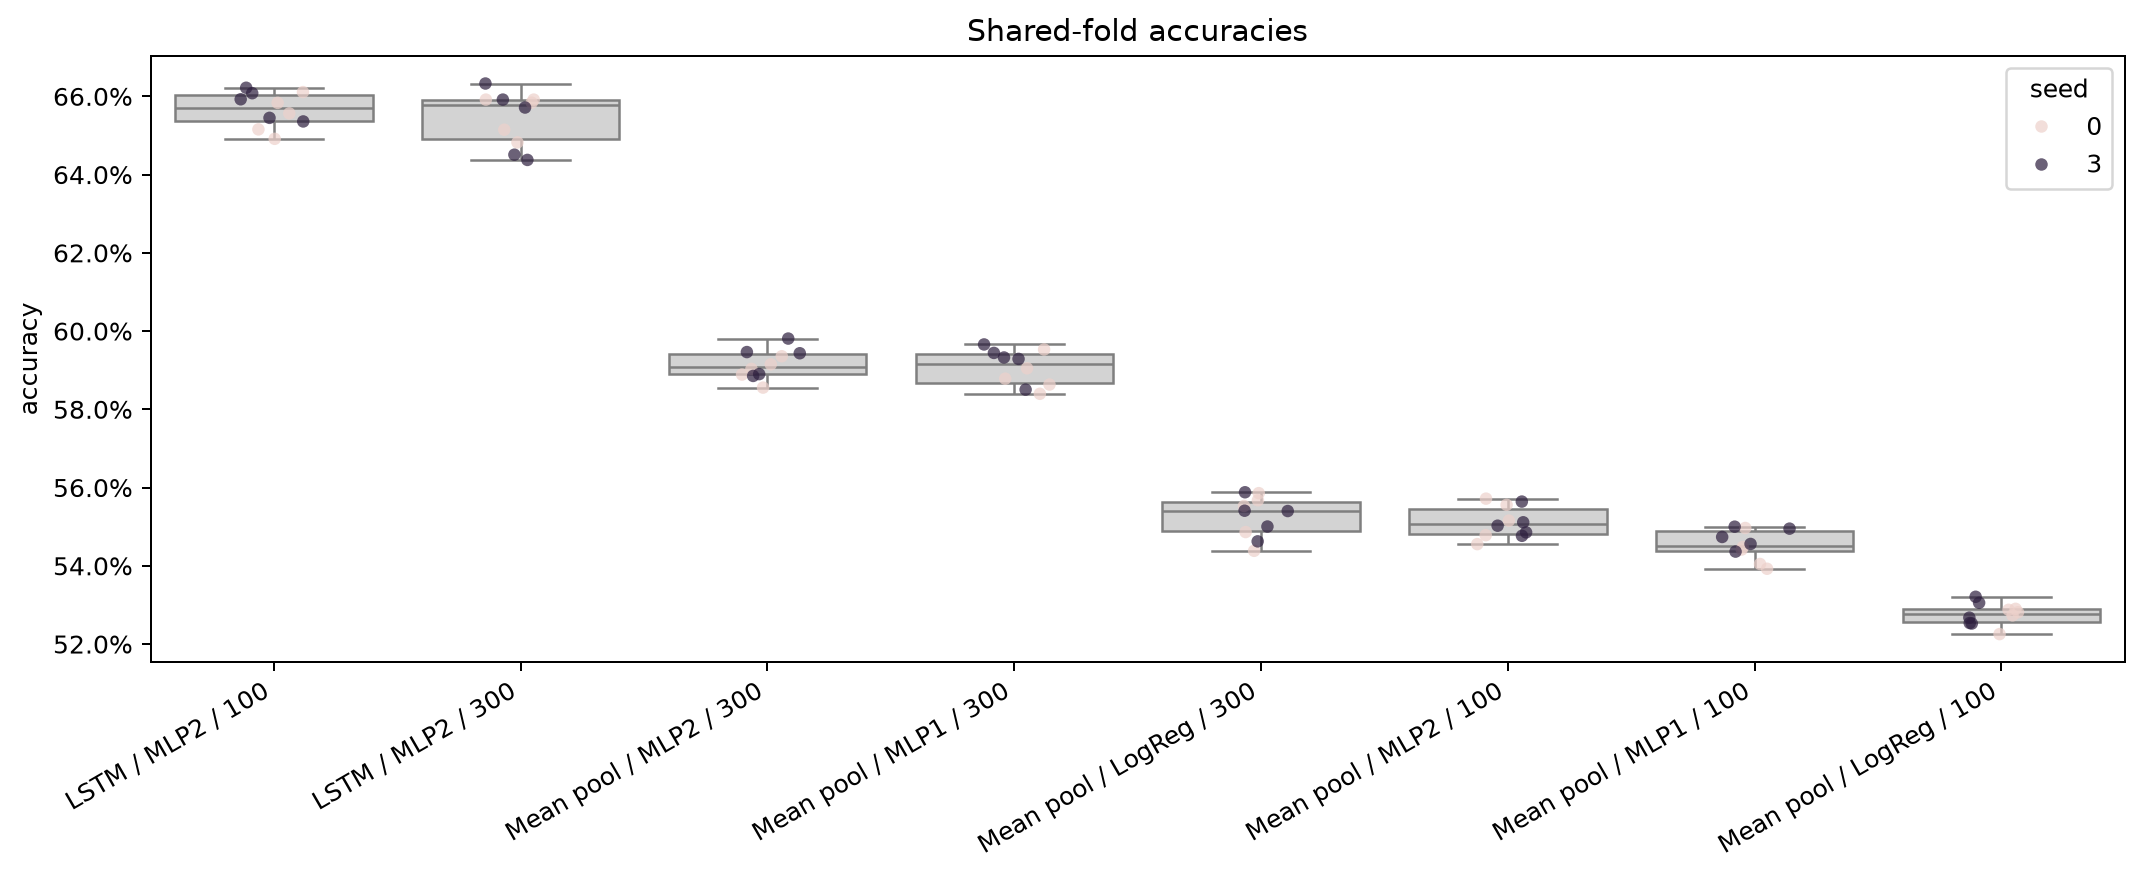 Shared-fold accuracies
seed
0
3
66.0%
64.0%
62.0%
60.0%
58.0%
56.0%
54.0%
52.0%
accuracy
LSTM / MLP2 / 100
LSTM / MLP2 / 300
Mean pool / MLP2 / 300
Mean pool / MLP1 / 300
Mean pool / LogReg / 300
Mean pool / MLP2 / 100
Mean pool / MLP1 / 100
Mean pool / LogReg / 100